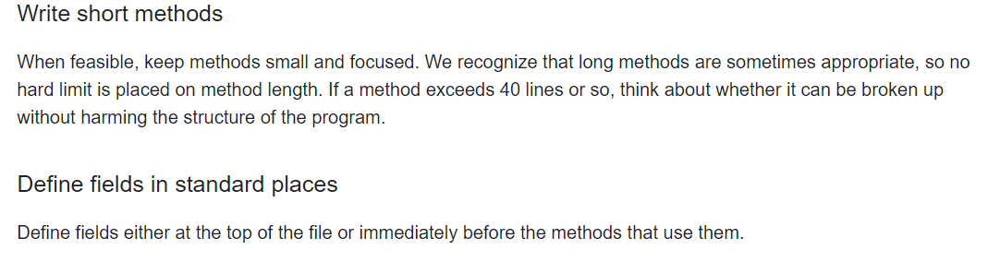 Write short methods
When feasible, keep methods small and focused. We recognize that long methods are sometimes appropriate, so no
hard limit is placed on method length. If a method exceeds 40 lines or so, think about whether it can be broken up
without harming the structure of the program.
Define fields in standard places
Define fields either at the top of the file or immediately before the methods that use them.